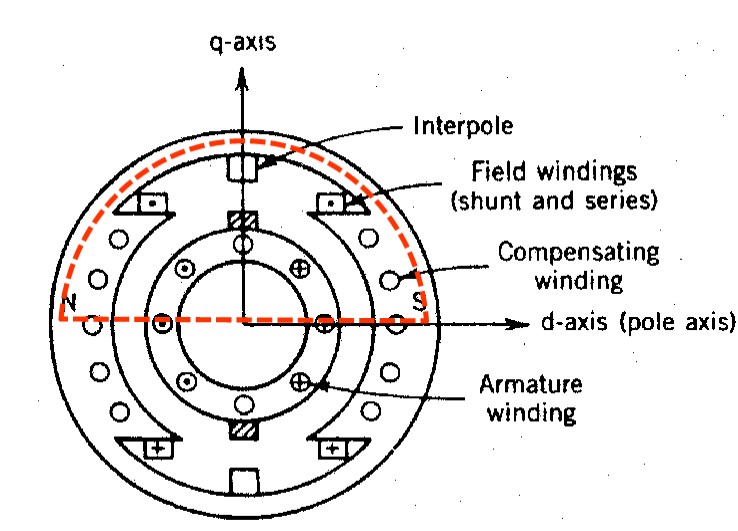 q-axis
Interpole
Field windings
(shunt and series)
Compensating
winding
N
S
d-axis (pole axis)
Armature
winding